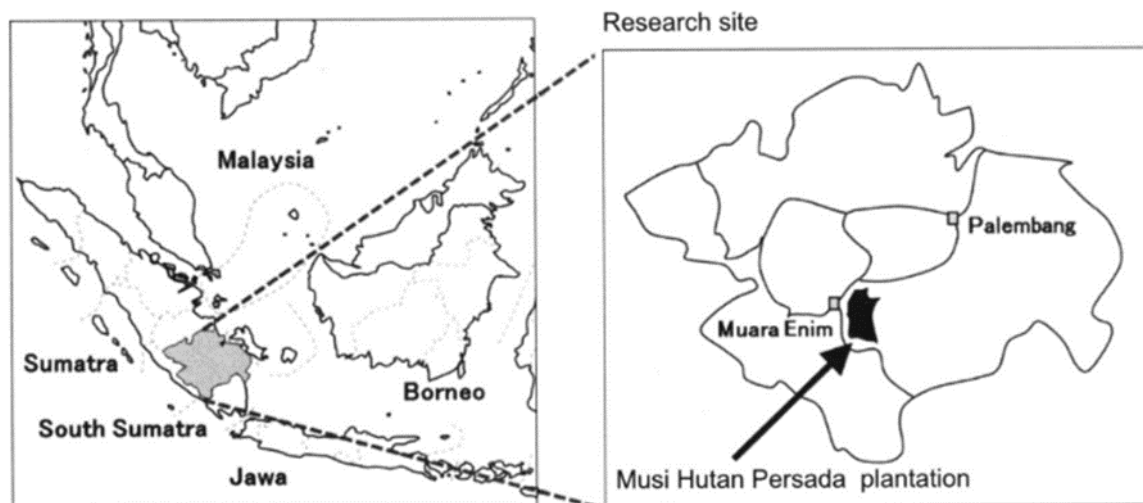 Research site
Malaysia
Sumatra
South Sumatra
Borneo
Jawa
Palembang
Muara Enim
Musi Hutan Persada plantation